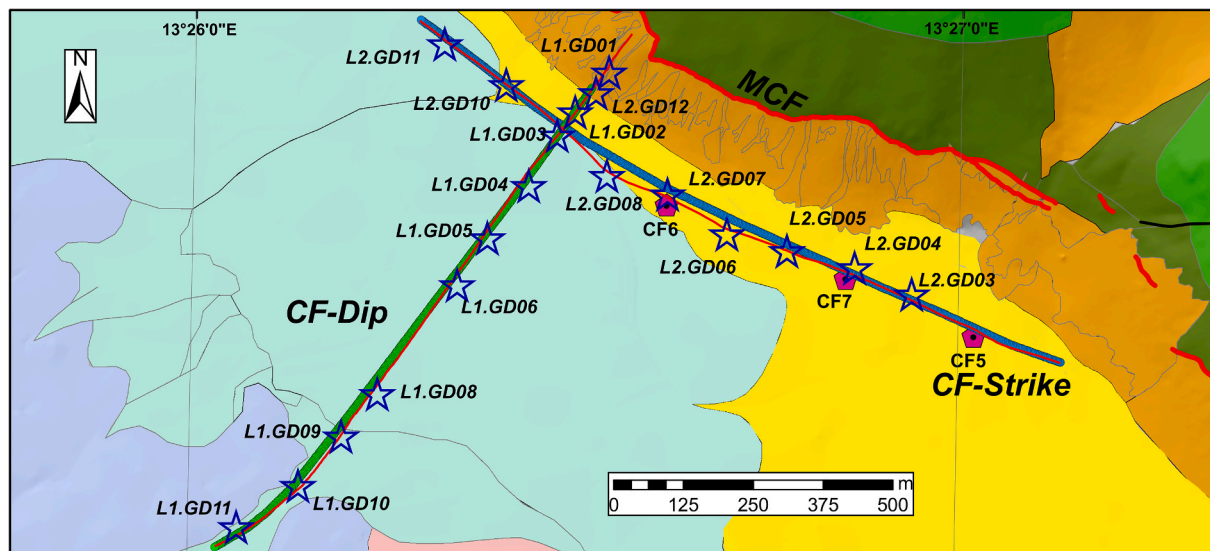 13°26'0"E
13°27'0"E
N
L1.GD01
L2.GD11
MCF
L2.GD10
L2.GD12
L1.GD03
L1.GD02
L1.GD04
L2.GD07
L2.GD08
CF6
L2.GD05
L1.GD05
L2.GD06
L2.GD04
CF7
L2.GD03
L1.GD06
CF-Dip
CF5
CF-Strike
L1.GD08
L1.GD09
m
0 125 250 375 500
L1.GD10
L1.GD11